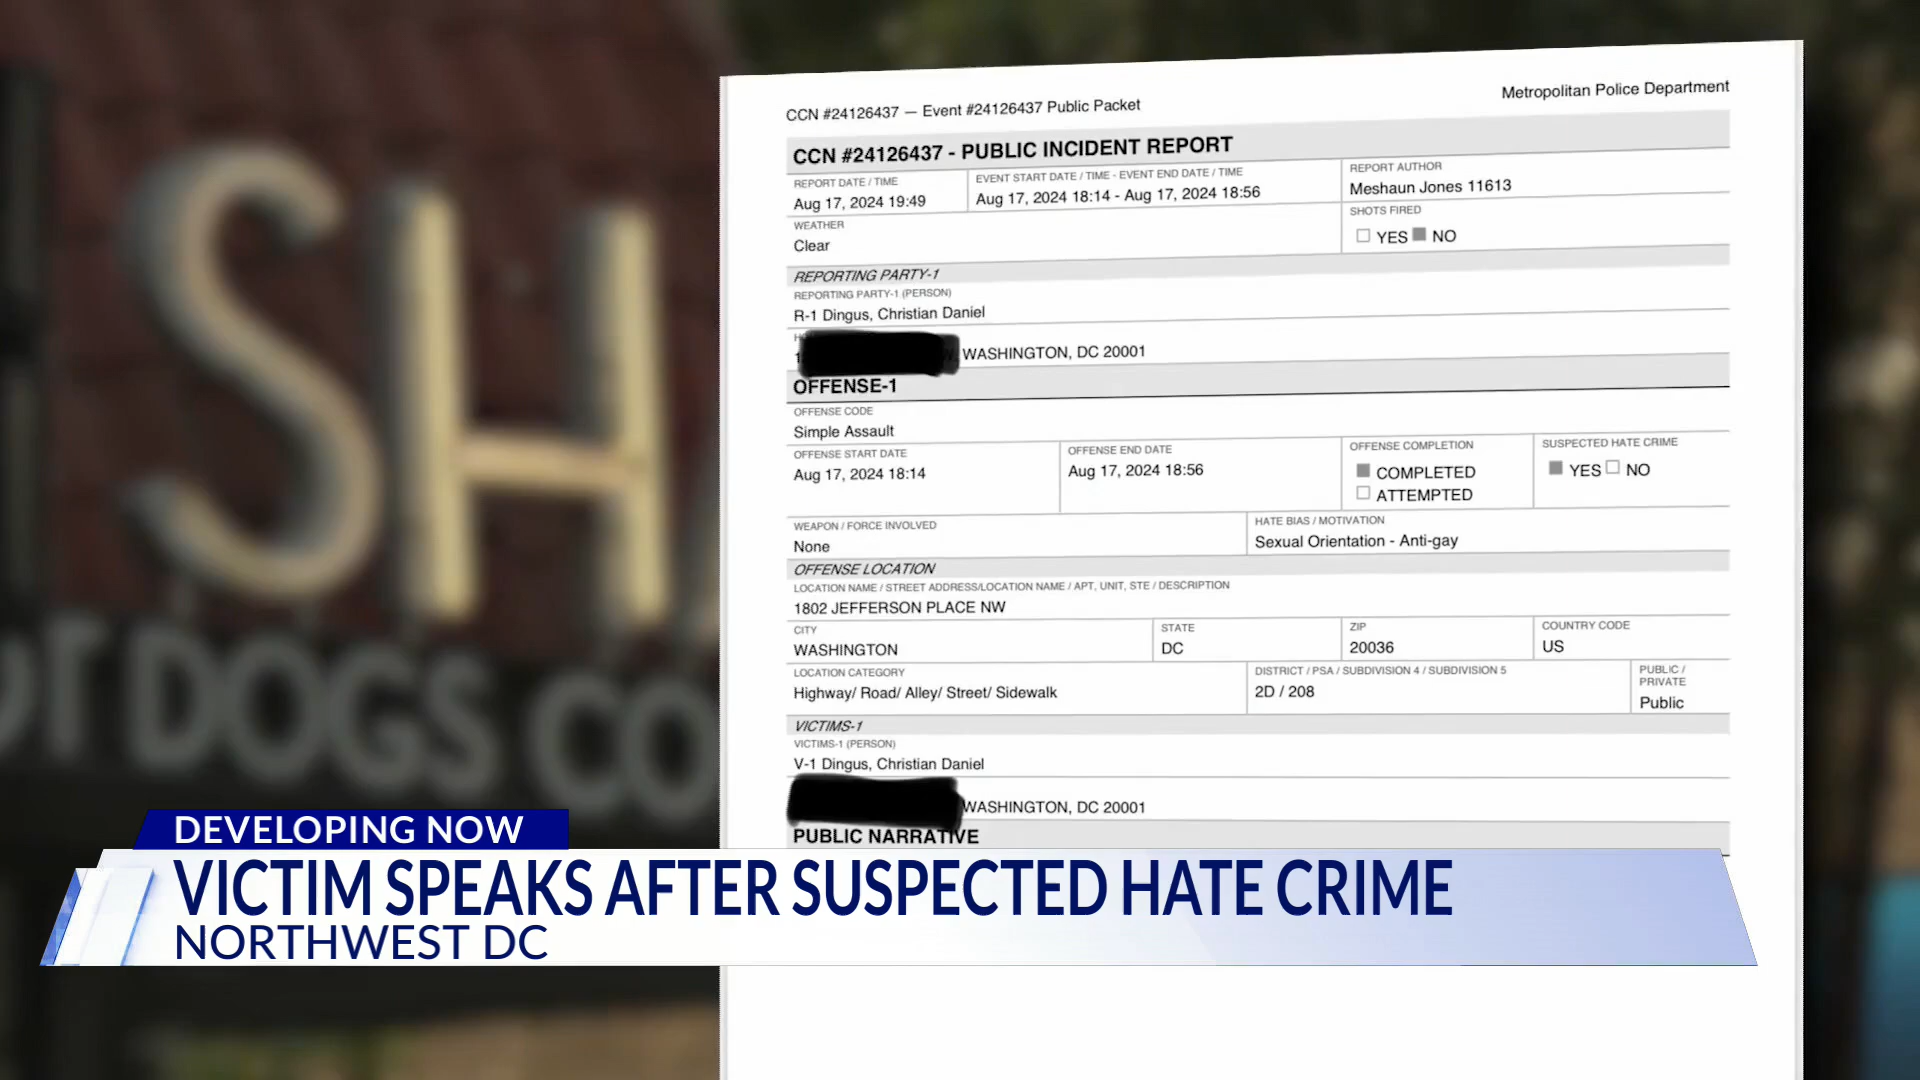 SH
OT DOGS CO
CCN #24126437 — Event #24126437 Public Packet
Metropolitan Police Department
CCN #24126437 - PUBLIC INCIDENT REPORT
REPORT DATE / TIME
EVENT START DATE / TIME - EVENT END DATE / TIME
REPORT AUTHOR
Aug 17, 2024 19:49
Aug 17, 2024 18:14 - Aug 17, 2024 18:56
Meshaun Jones 11613
WEATHER
SHOTS FIRED
Clear
YES NO
REPORTING PARTY-1
REPORTING PARTY-1 (PERSON)
R-1 Dingus, Christian Daniel
WASHINGTON, DC 20001
OFFENSE-1
OFFENSE CODE
Simple Assault
OFFENSE START DATE
OFFENSE END DATE
OFFENSE COMPLETION
SUSPECTED HATE CRIME
Aug 17, 2024 18:14
Aug 17, 2024 18:56
COMPLETED
YES NO
ATTEMPTED
WEAPON / FORCE INVOLVED
HATE BIAS / MOTIVATION
None
Sexual Orientation - Anti-gay
OFFENSE LOCATION
LOCATION NAME / STREET ADDRESS/LOCATION NAME / APT, UNIT, STE / DESCRIPTION
1802 JEFFERSON PLACE NW
CITY
STATE
ZIP
COUNTRY CODE
WASHINGTON
DC
20036
US
LOCATION CATEGORY
DISTRICT / PSA / SUBDIVISION 4 / SUBDIVISION 5
PUBLIC /
PRIVATE
Highway/ Road/ Alley/ Street/ Sidewalk
2D / 208
Public
VICTIMS-1
VICTIMS-1 (PERSON)
V-1 Dingus, Christian Daniel
WASHINGTON, DC 20001
PUBLIC NARRATIVE
DEVELOPING NOW
VICTIM SPEAKS AFTER SUSPECTED HATE CRIME
NORTHWEST DC